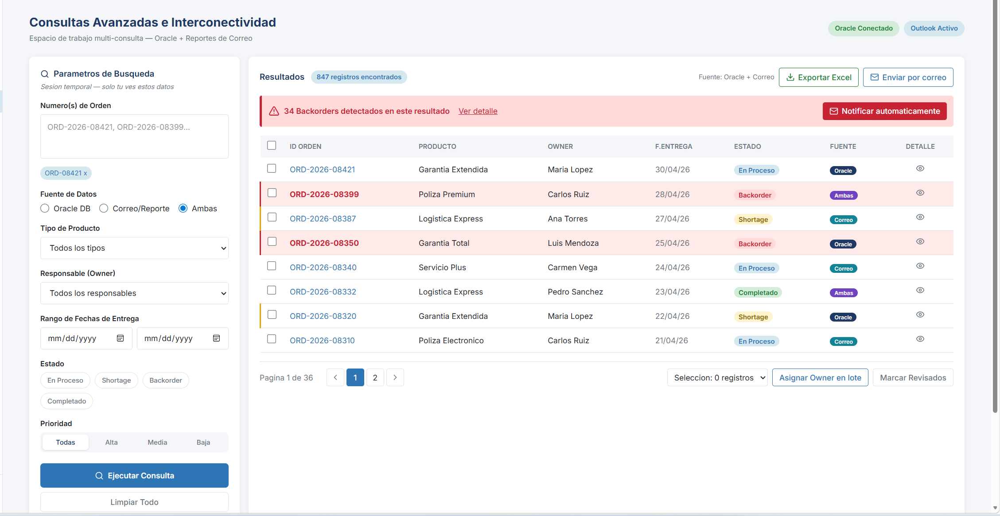 Consultas Avanzadas e Interconectividad
Espacio de trabajo multi-consulta — Oracle + Reportes de Correo
Oracle Conectado
Outlook Activo
Parametros de Busqueda
Sesion temporal — solo tu ves estos datos
Numero(s) de Orden
ORD-2026-08421, ORD-2026-08399...
ORD-08421 x
Fuente de Datos
Oracle DB Correo/Reporte Ambas
Tipo de Producto
Todos los tipos
Responsable (Owner)
Todos los responsables
Rango de Fechas de Entrega
mm/dd/yyyy mm/dd/yyyy
Estado
En Proceso Shortage Backorder
Completado
Prioridad
Todas Alta Media Baja
Ejecutar Consulta
Limpiar Todo
Resultados 847 registros encontrados Fuente: Oracle + Correo Exportar Excel Enviar por correo
34 Backorders detectados en este resultado Ver detalle Notificar automaticamente
ID ORDEN PRODUCTO OWNER F.ENTREGA ESTADO FUENTE DETALLE
ORD-2026-08421 Garantia Extendida Maria Lopez 30/04/26 En Proceso Oracle
ORD-2026-08399 Poliza Premium Carlos Ruiz 28/04/26 Backorder Ambas
ORD-2026-08387 Logistica Express Ana Torres 27/04/26 Shortage Correo
ORD-2026-08350 Garantia Total Luis Mendoza 25/04/26 Backorder Oracle
ORD-2026-08340 Servicio Plus Carmen Vega 24/04/26 En Proceso Correo
ORD-2026-08332 Logistica Express Pedro Sanchez 23/04/26 Completado Ambas
ORD-2026-08320 Garantia Extendida Maria Lopez 22/04/26 Shortage Oracle
ORD-2026-08310 Poliza Electronico Carlos Ruiz 21/04/26 En Proceso Correo
Pagina 1 de 36 1 2 Seleccion: 0 registros Asignar Owner en lote Marcar Revisados